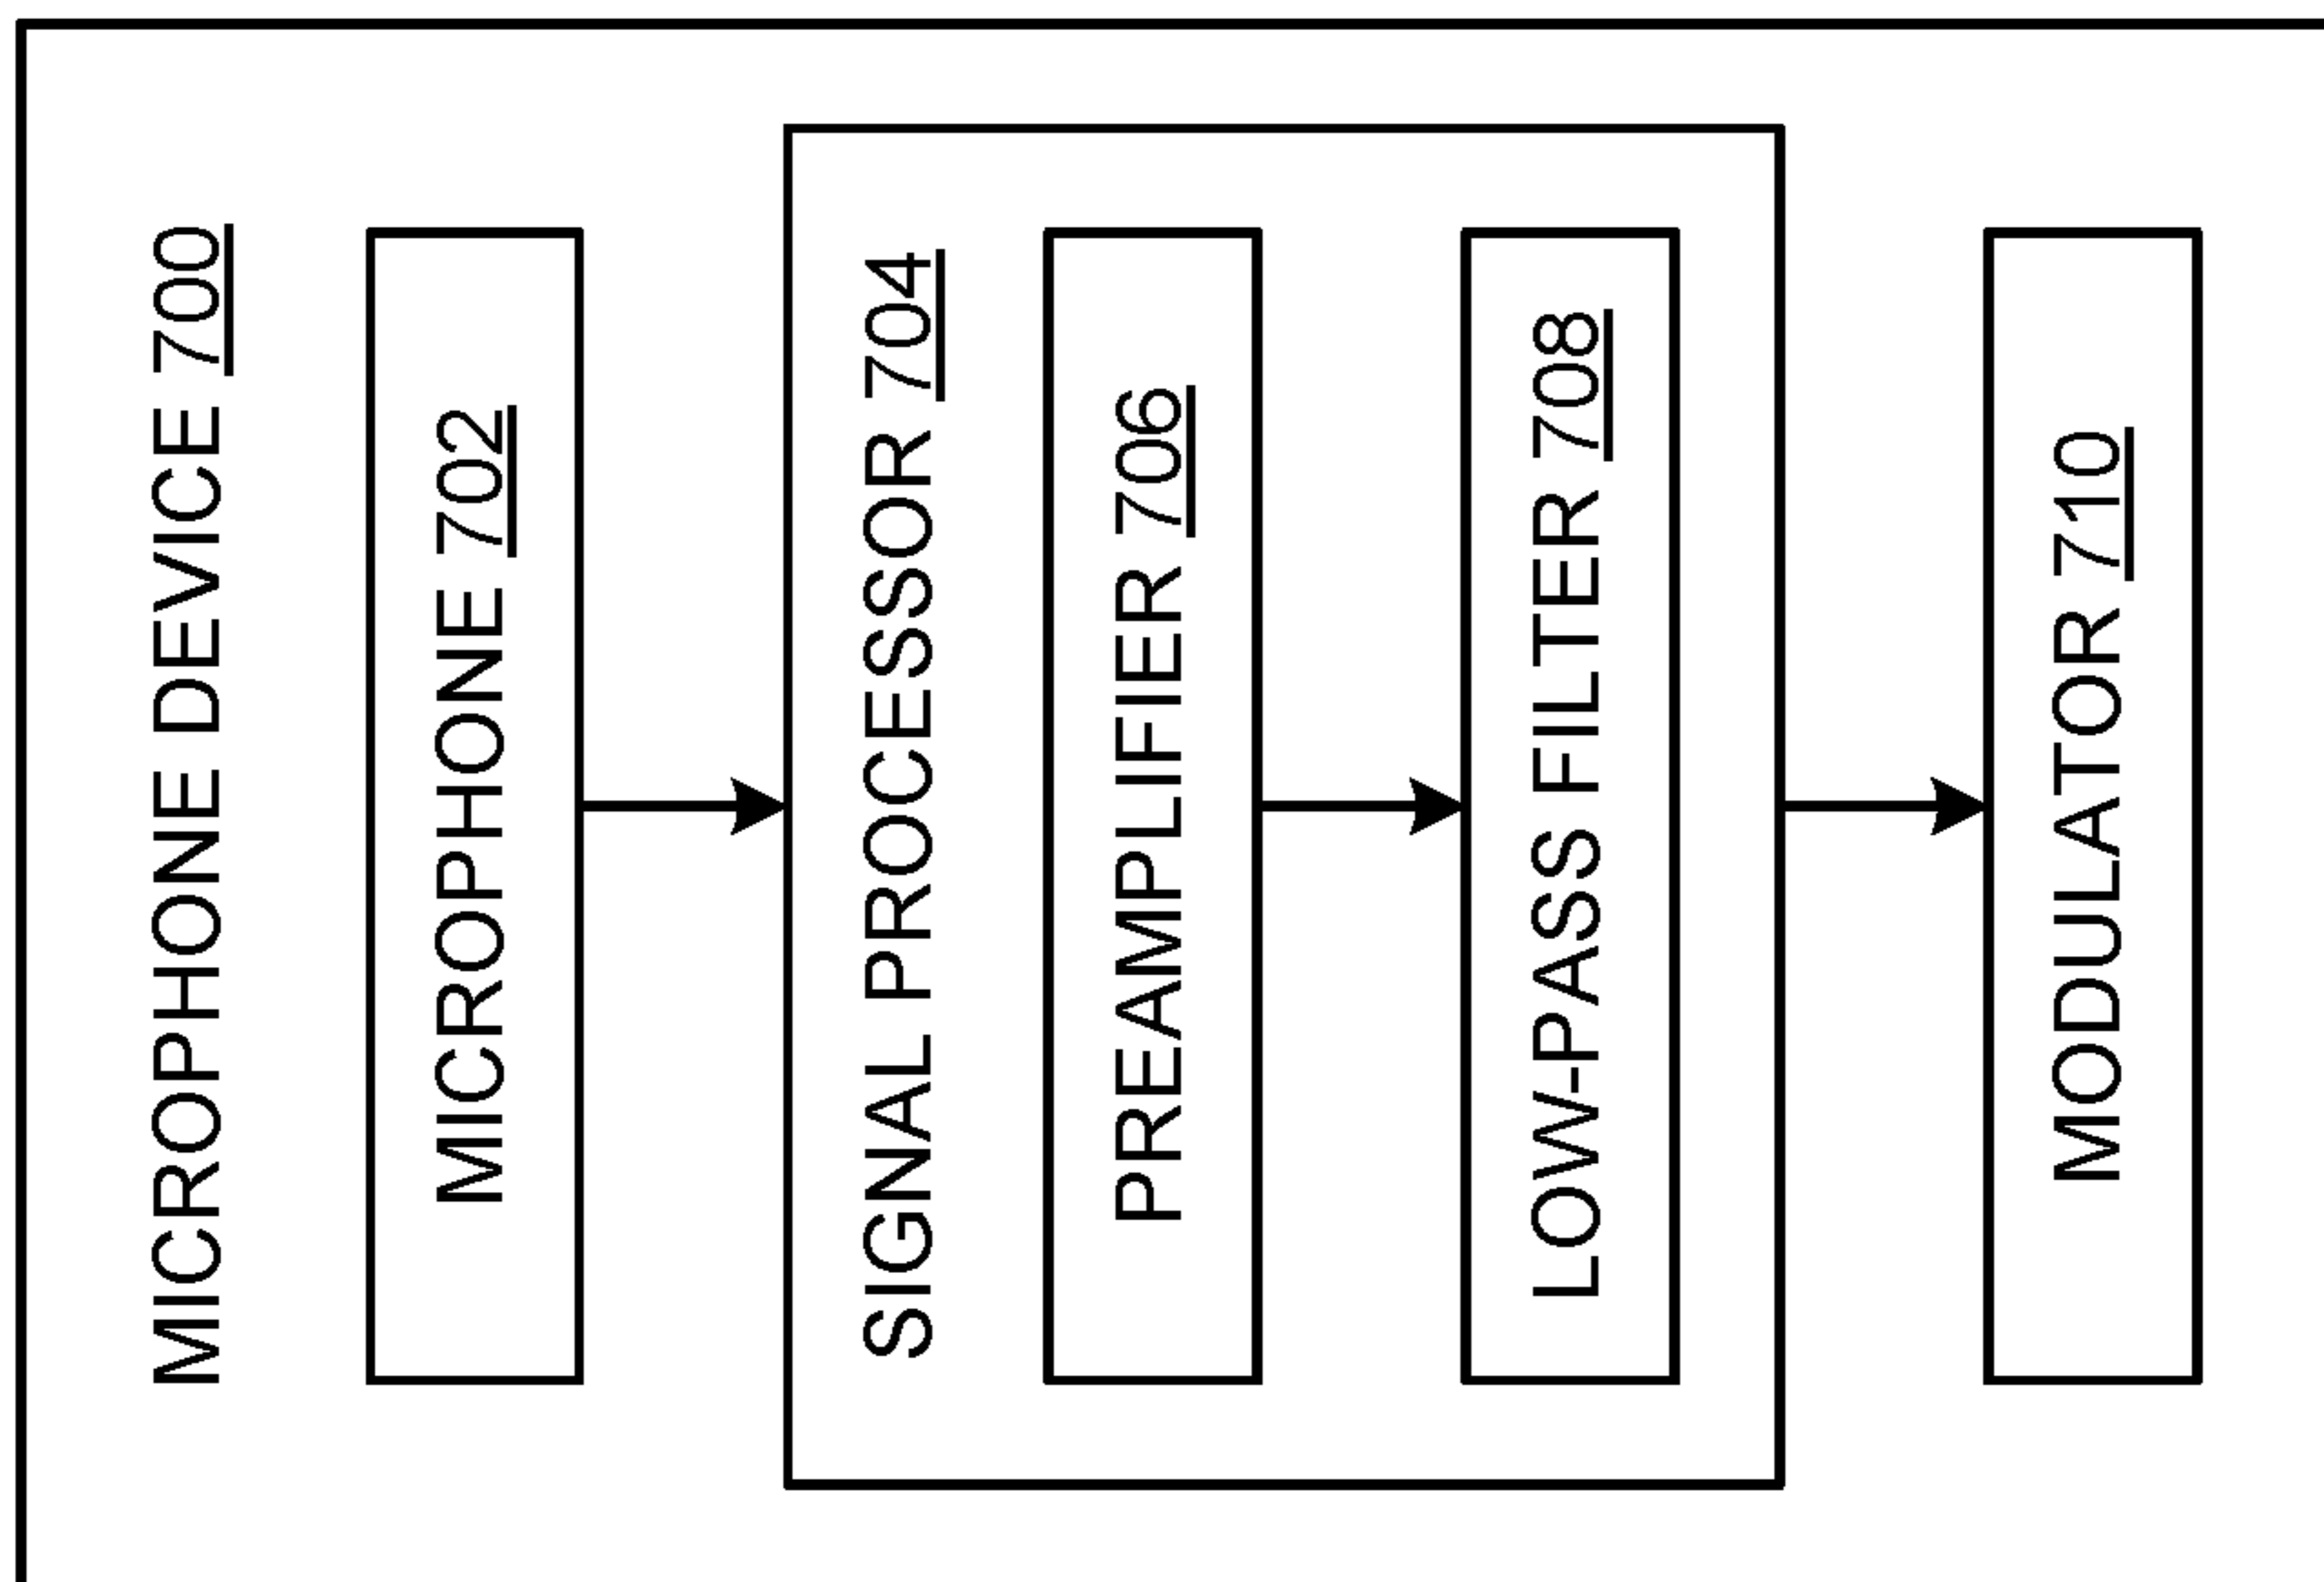 MICROPHONE DEVICE 700
MICROPHONE 702
SIGNAL PROCESSOR 704
PREAMPLIFIER 706
LOW-PASS FILTER 708
MODULATOR 710